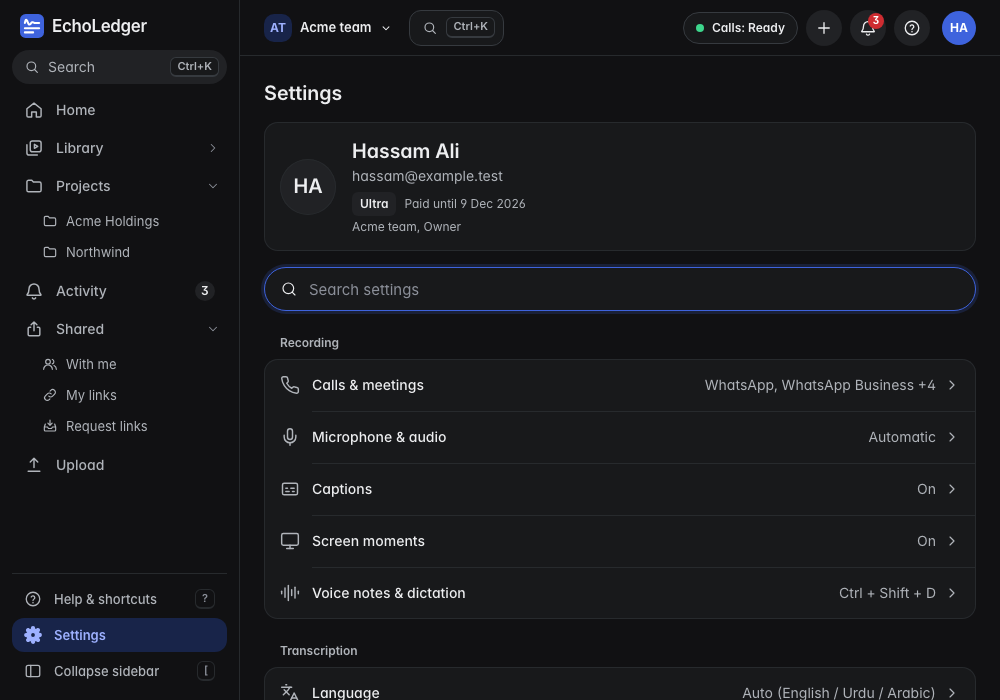 EchoLedger
Search Ctrl+K
Home
Library
Projects
Acme Holdings
Northwind
Activity 3
Shared
With me
My links
Request links
Upload
Help & shortcuts ?
Settings
Collapse sidebar [
AT Acme team Ctrl+K Calls: Ready 3 HA
Settings
HA
Hassam Ali
hassam@example.test
Ultra Paid until 9 Dec 2026
Acme team, Owner
Search settings
Recording
Calls & meetings WhatsApp, WhatsApp Business +4
Microphone & audio Automatic
Captions On
Screen moments On
Voice notes & dictation Ctrl + Shift + D
Transcription
Language Auto (English / Urdu / Arabic)